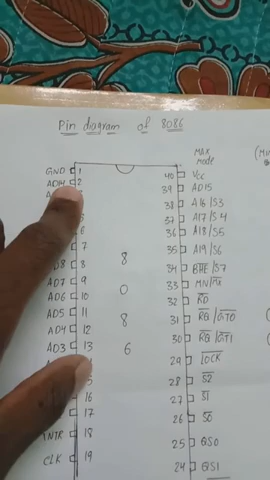 Pin diagram of 8086
MAX
mode
GND 1 40 Vcc
AD14 2 39 AD15
38 A16/S3
37 A17/S4
5
6 36 A18/S5
7 35 A19/S6
AD8 8 8 34 BHE/S7
AD7 9 33 MN/MX
AD6 10 0 32 RD
AD5 11 31 RQ/GT0
AD4 12 8 30 RQ/GT1
AD3 13 6 29 LOCK
15 28 S2
16 27 S1
17 26 S0
INTR 18 25 QS0
CLK 19 24 QS1